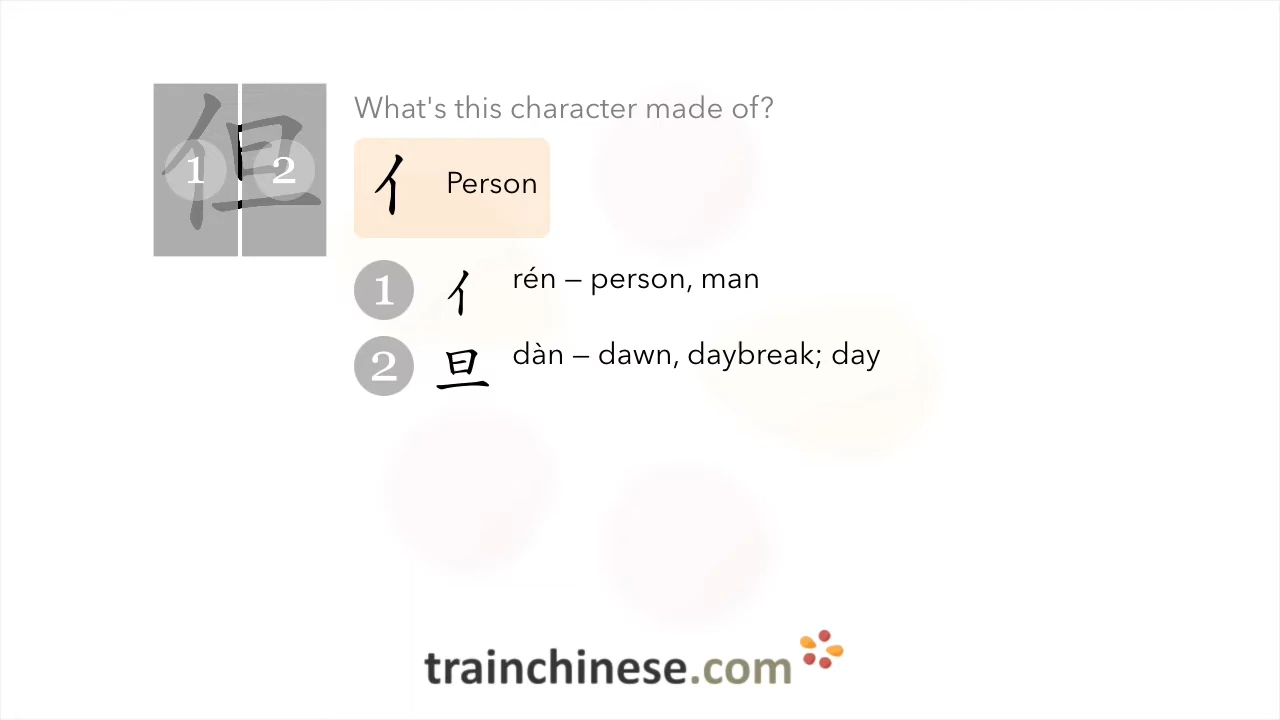 但
1 2
What's this character made of?
亻 Person
1 亻 rén – person, man
2 旦 dàn – dawn, daybreak; day
trainchinese.com